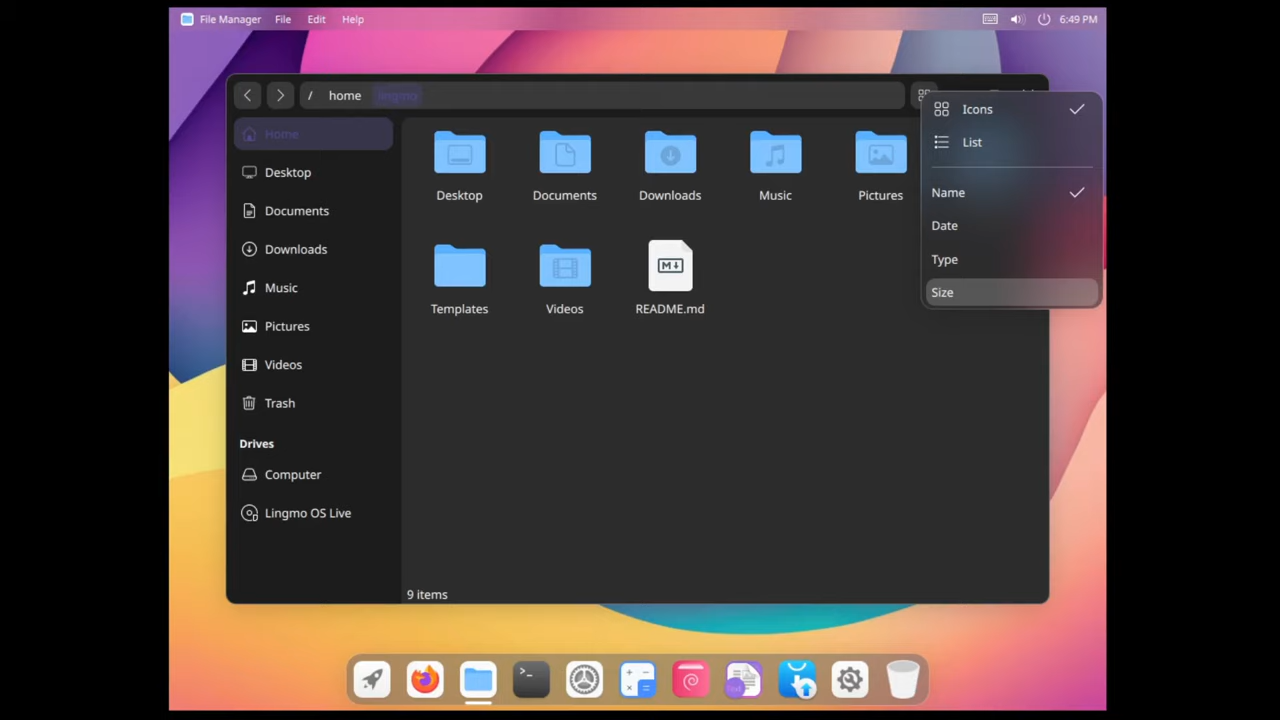 File Manager File Edit Help 6:49 PM
/ home lingmo
Home
Desktop
Documents
Downloads
Music
Pictures
Videos
Trash
Drives
Computer
Lingmo OS Live
Desktop Documents Downloads Music Pictures
Templates Videos README.md
9 items
Icons
List
Name
Date
Type
Size